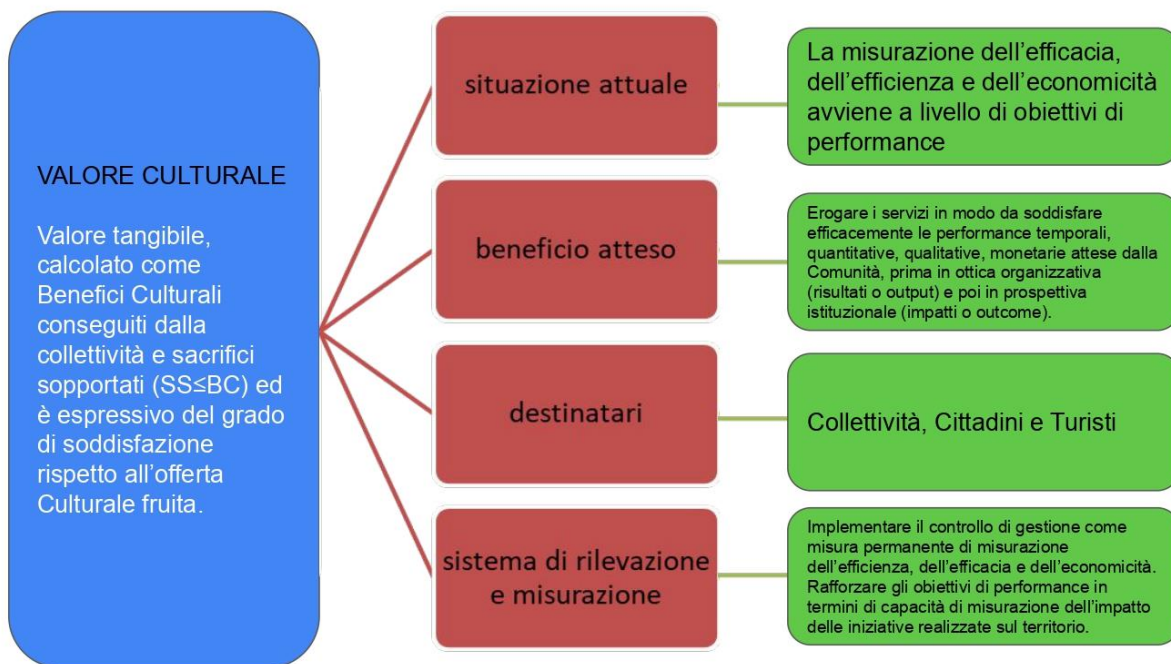 VALORE CULTURALE
Valore tangibile,
calcolato come
Benefici Culturali
conseguiti dalla
collettività e sacrifici
sopportati (SS≤BC) ed
è espressivo del grado
di soddisfazione
rispetto all'offerta
Culturale fruita.
situazione attuale
La misurazione dell'efficacia,
dell'efficienza e dell'economicità
avviene a livello di obiettivi di
performance
beneficio atteso
Erogare i servizi in modo da soddisfare
efficacemente le performance temporali,
quantitative, qualitative, monetarie attese dalla
Comunità, prima in ottica organizzativa
(risultati o output) e poi in prospettiva
istituzionale (impatti o outcome).
destinatari
Collettività, Cittadini e Turisti
sistema di rilevazione
e misurazione
Implementare il controllo di gestione come
misura permanente di misurazione
dell'efficienza, dell'efficacia e dell'economicità.
Rafforzare gli obiettivi di performance in
termini di capacità di misurazione dell'impatto
delle iniziative realizzate sul territorio.